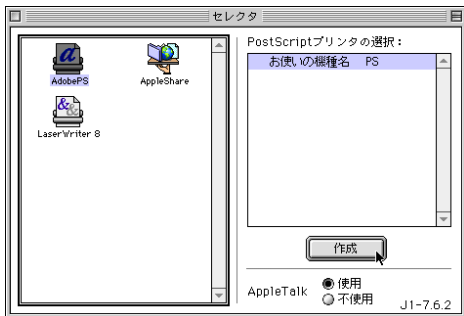 セレクタ
AdobePS
AppleShare
LaserWriter 8
PostScriptプリンタの選択：
お使いの機種名 PS
作成
AppleTalk
使用
不使用
J1-7.6.2